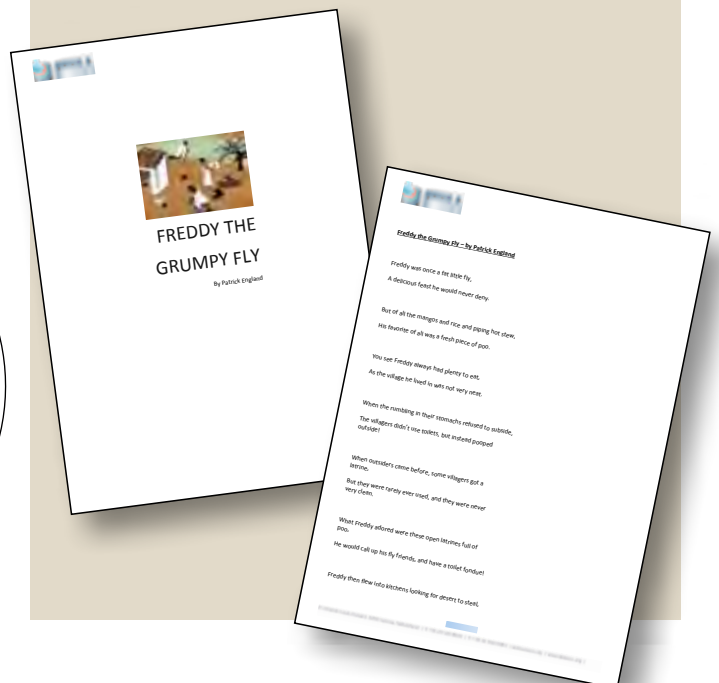 FREDDY THE
GRUMPY FLY
By Patrick England
Freddy the Grumpy Fly – by Patrick England
Freddy was once a fat little fly,
A delicious feast he would never deny.
But of all the mangos and rice and piping hot stew,
His favorite of all was a fresh piece of poo.
You see Freddy always had plenty to eat,
As the village he lived in was not very neat.
When the rumbling in their stomachs refused to subside,
The villagers didn't use toilets, but instead pooped
outside!
When outsiders came before, some villagers got a
latrine,
But they were rarely ever used, and they were never
very clean.
What Freddy adored were these open latrines full of
poo,
He would call up his fly friends, and have a toilet fondue!
Freddy then flew into kitchens looking for desert to steal,